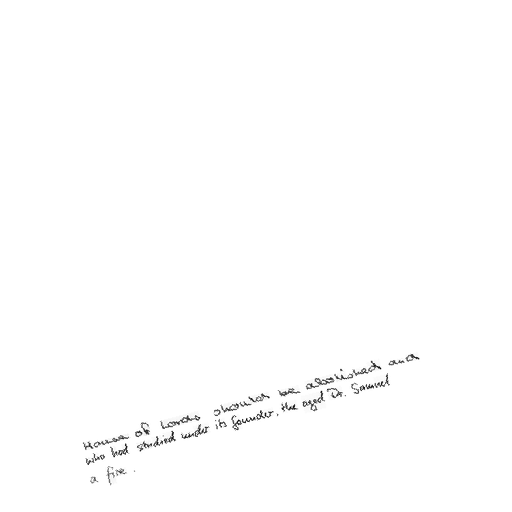 House of Lords should be abolished and
who had studied under its founder, the aged Dr. Samuel
a fire.